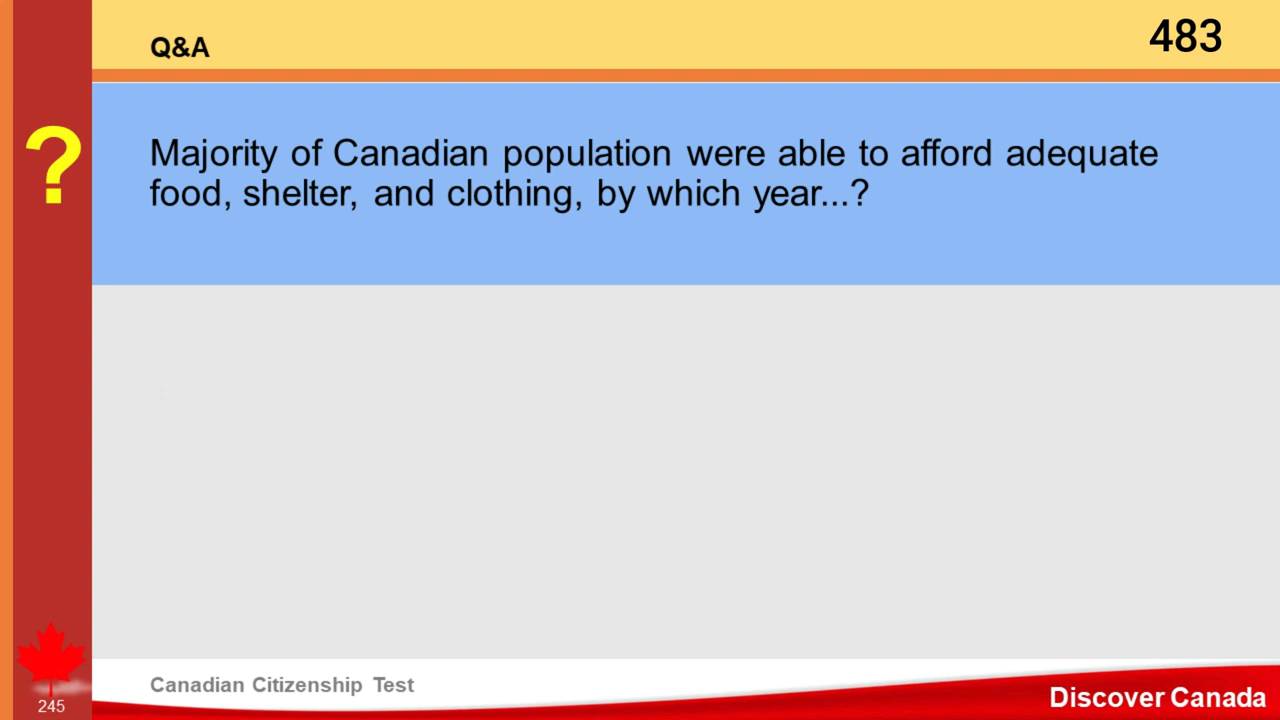 Q&A
483
?
Majority of Canadian population were able to afford adequate
food, shelter, and clothing, by which year...?
Canadian Citizenship Test
245
Discover Canada